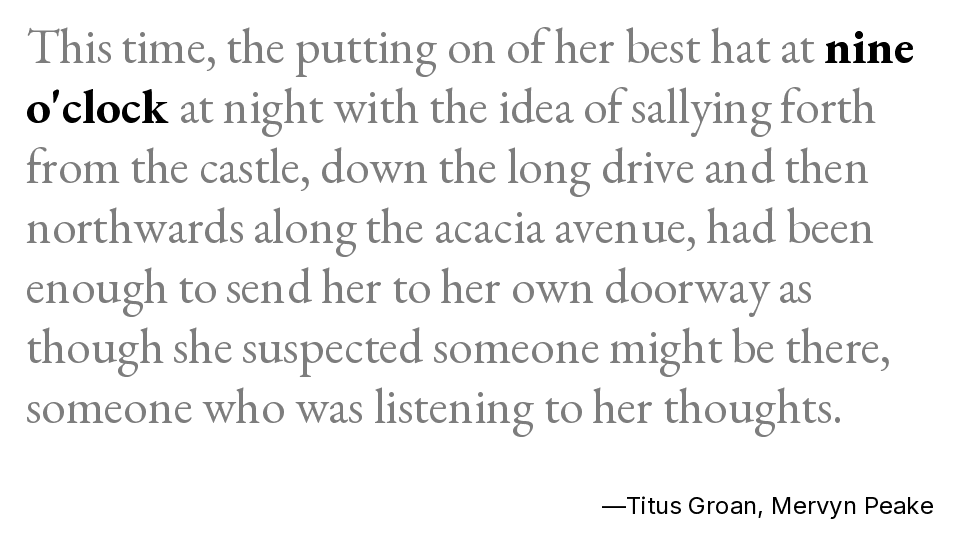 This time, the putting on of her best hat at nine
o'clock at night with the idea of sallying forth
from the castle, down the long drive and then
northwards along the acacia avenue, had been
enough to send her to her own doorway as
though she suspected someone might be there,
someone who was listening to her thoughts.
—Titus Groan, Mervyn Peake